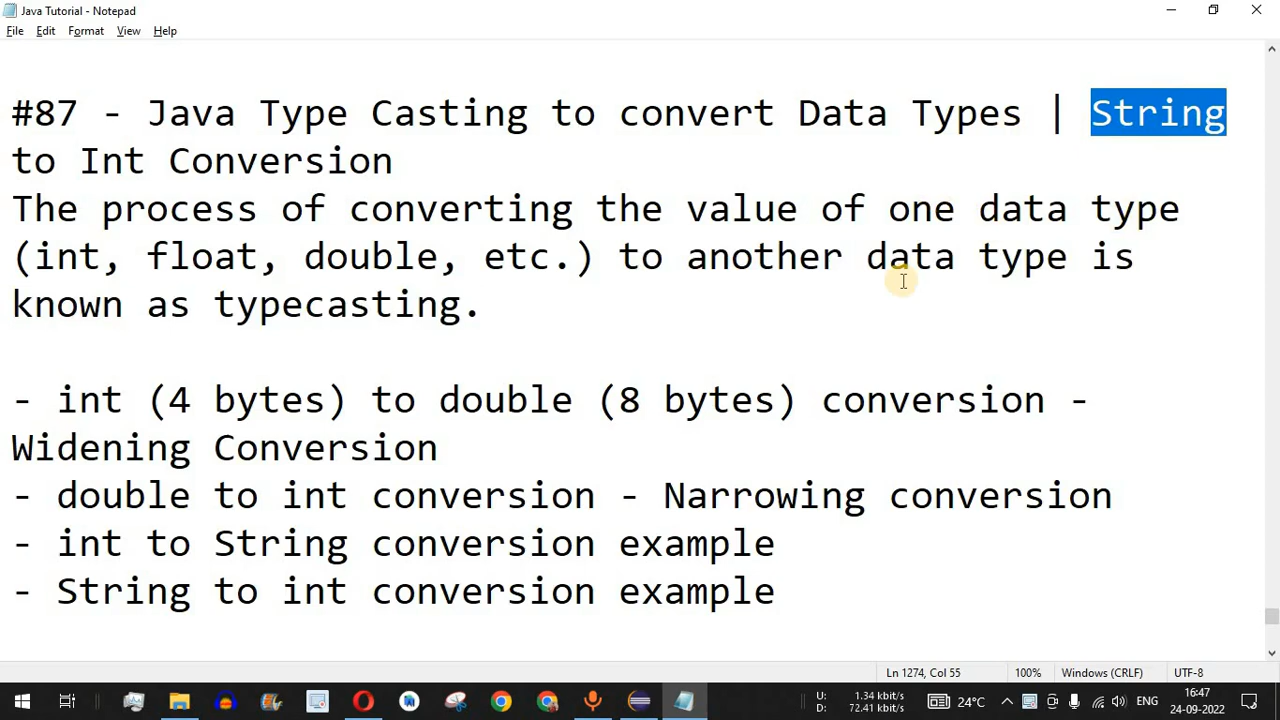 Java Tutorial - Notepad
File Edit Format View Help
#87 - Java Type Casting to convert Data Types | String
to Int Conversion
The process of converting the value of one data type
(int, float, double, etc.) to another data type is
known as typecasting.
- int (4 bytes) to double (8 bytes) conversion -
Widening Conversion
- double to int conversion - Narrowing conversion
- int to String conversion example
- String to int conversion example
Ln 1274, Col 55 100% Windows (CRLF) UTF-8
U: 1.34 kbit/s
D: 72.41 kbit/s
24°C
ENG
16:47
24-09-2022